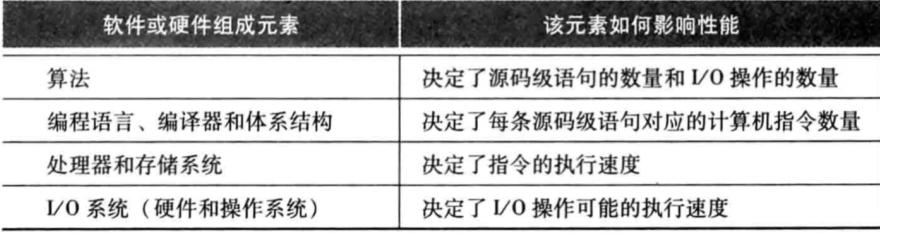 软件或硬件组成元素 该元素如何影响性能
算法 决定了源码级语句的数量和 I/O 操作的数量
编程语言、编译器和体系结构 决定了每条源码级语句对应的计算机指令数量
处理器和存储系统 决定了指令的执行速度
I/O 系统（硬件和操作系统） 决定了 I/O 操作可能的执行速度